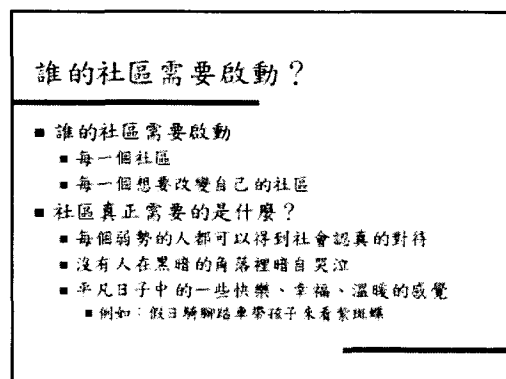 誰的社區需要啟動？
■ 誰的社區需要啟動
■ 每一個社區
■ 每一個想要改變自己的社區
■ 社區真正需要的是什麼？
■ 每個弱勢的人都可以得到社會認真的對待
■ 沒有人在黑暗的角落裡暗自哭泣
■ 平凡日子中的一些快樂、幸福、溫暖的感覺
■ 例如：假日騎腳踏車帶孩子來看紫斑蝶